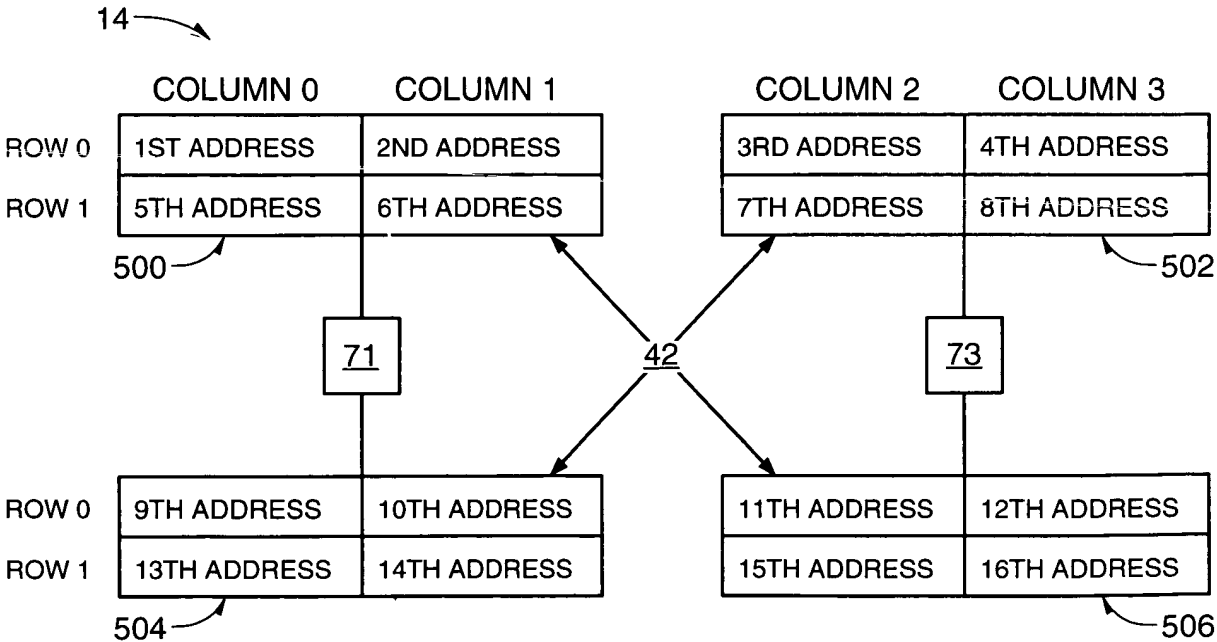 14
COLUMN 0 COLUMN 1 COLUMN 2 COLUMN 3
ROW 0 1ST ADDRESS 2ND ADDRESS 3RD ADDRESS 4TH ADDRESS
ROW 1 5TH ADDRESS 6TH ADDRESS 7TH ADDRESS 8TH ADDRESS
500 502
71 42 73
ROW 0 9TH ADDRESS 10TH ADDRESS 11TH ADDRESS 12TH ADDRESS
ROW 1 13TH ADDRESS 14TH ADDRESS 15TH ADDRESS 16TH ADDRESS
504 506